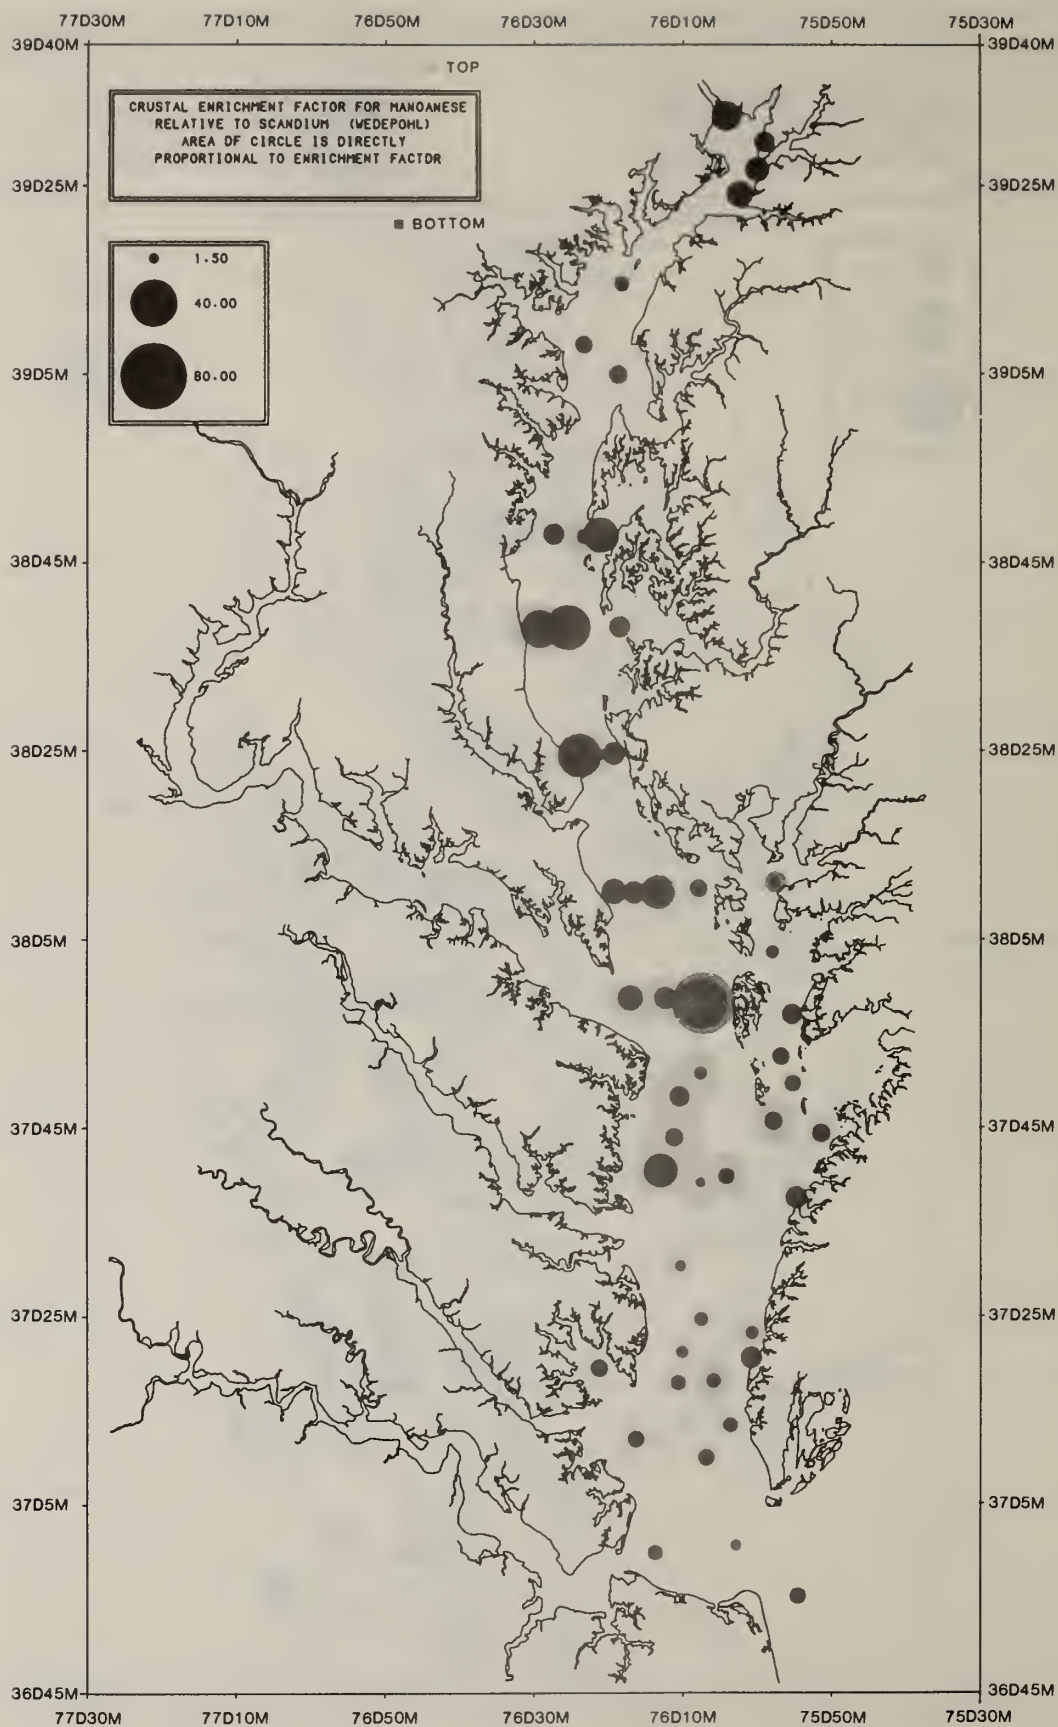 77D30M 77D10M 76D50M 76D30M 76D10M 75D50M 75D30M
39D40M 39D40M
TOP
CRUSTAL ENRICHMENT FACTOR FOR MANGANESE
RELATIVE TO SCANDIUM (WEDEPOHL)
AREA OF CIRCLE IS DIRECTLY
PROPORTIONAL TO ENRICHMENT FACTOR
39D25M 39D25M
BOTTOM
1.50
40.00
80.00
39D5M 39D5M
38D45M 38D45M
38D25M 38D25M
38D5M 38D5M
37D45M 37D45M
37D25M 37D25M
37D5M 37D5M
36D45M 36D45M
77D30M 77D10M 76D50M 76D30M 76D10M 75D50M 75D30M